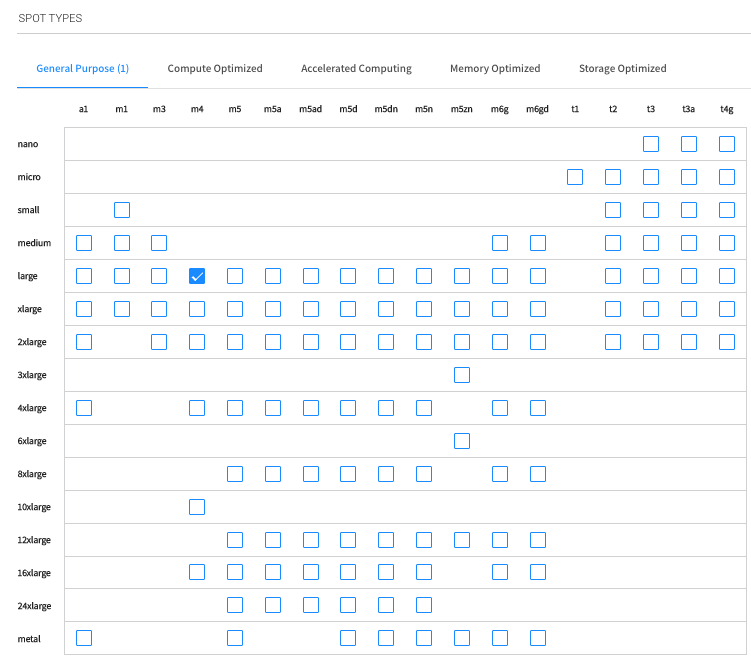 SPOT TYPES
General Purpose (1) Compute Optimized Accelerated Computing Memory Optimized Storage Optimized
a1 m1 m3 m4 m5 m5a m5ad m5d m5dn m5n m5zn m6g m6gd t1 t2 t3 t3a t4g
nano
micro
small
medium
large
xlarge
2xlarge
3xlarge
4xlarge
6xlarge
8xlarge
10xlarge
12xlarge
16xlarge
24xlarge
metal